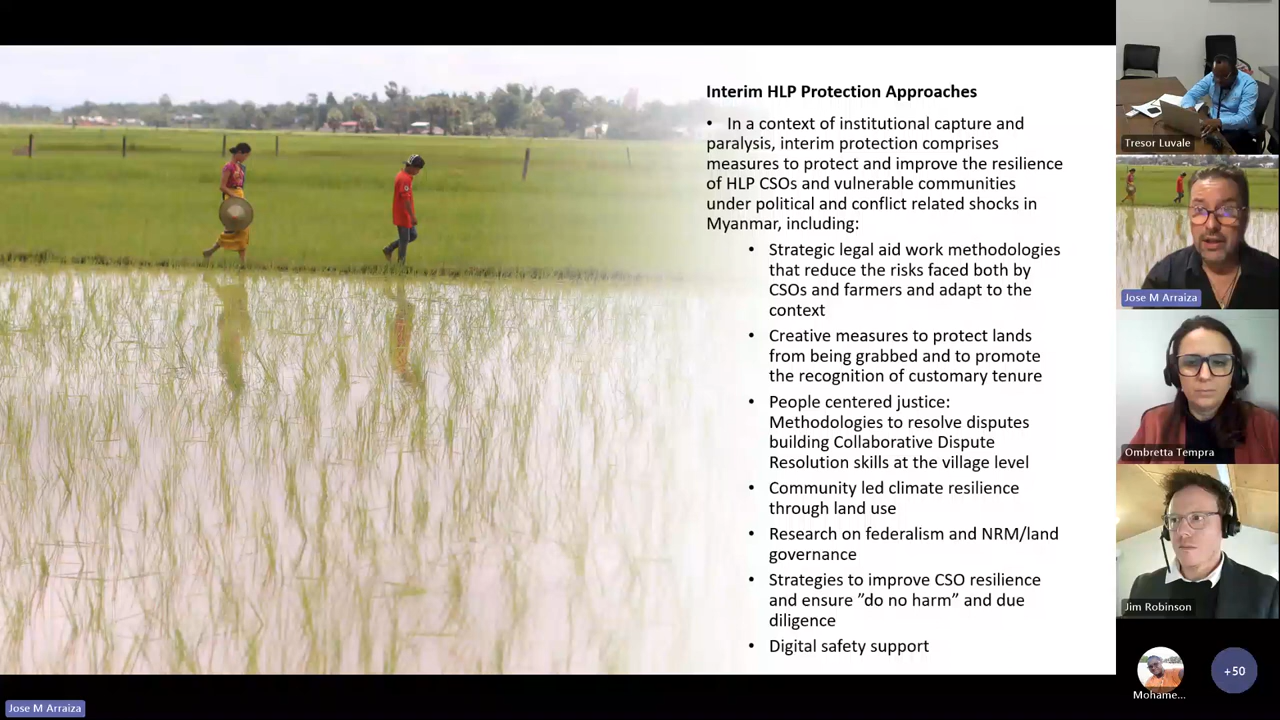 Interim HLP Protection Approaches
• In a context of institutional capture and
paralysis, interim protection comprises
measures to protect and improve the resilience
of HLP CSOs and vulnerable communities
under political and conflict related shocks in
Myanmar, including:
• Strategic legal aid work methodologies
that reduce the risks faced both by
CSOs and farmers and adapt to the
context
• Creative measures to protect lands
from being grabbed and to promote
the recognition of customary tenure
• People centered justice:
Methodologies to resolve disputes
building Collaborative Dispute
Resolution skills at the village level
• Community led climate resilience
through land use
• Research on federalism and NRM/land
governance
• Strategies to improve CSO resilience
and ensure ”do no harm” and due
diligence
• Digital safety support
Tresor Luvale
Jose M Arraiza
Ombretta Tempra
Jim Robinson
Mohame...
+50
Jose M Arraiza